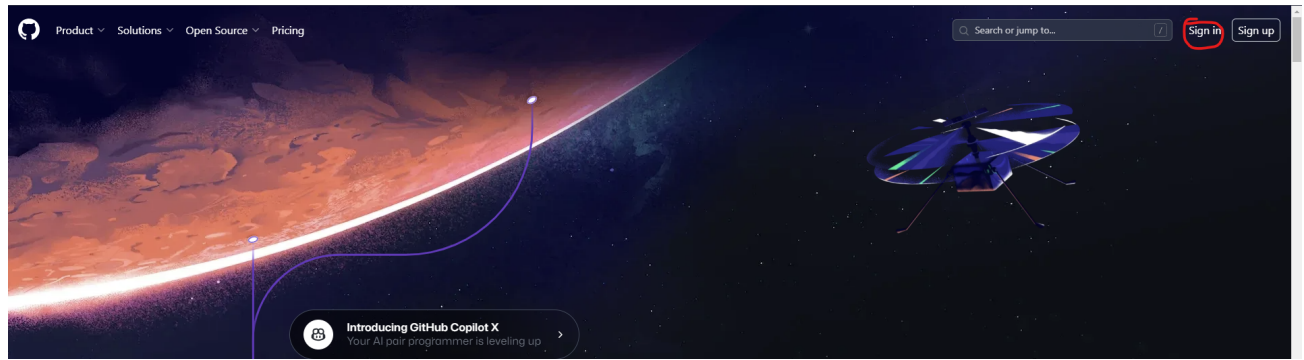 Product Solutions Open Source Pricing Search or jump to... / Sign in Sign up
Introducing GitHub Copilot X
Your AI pair programmer is leveling up